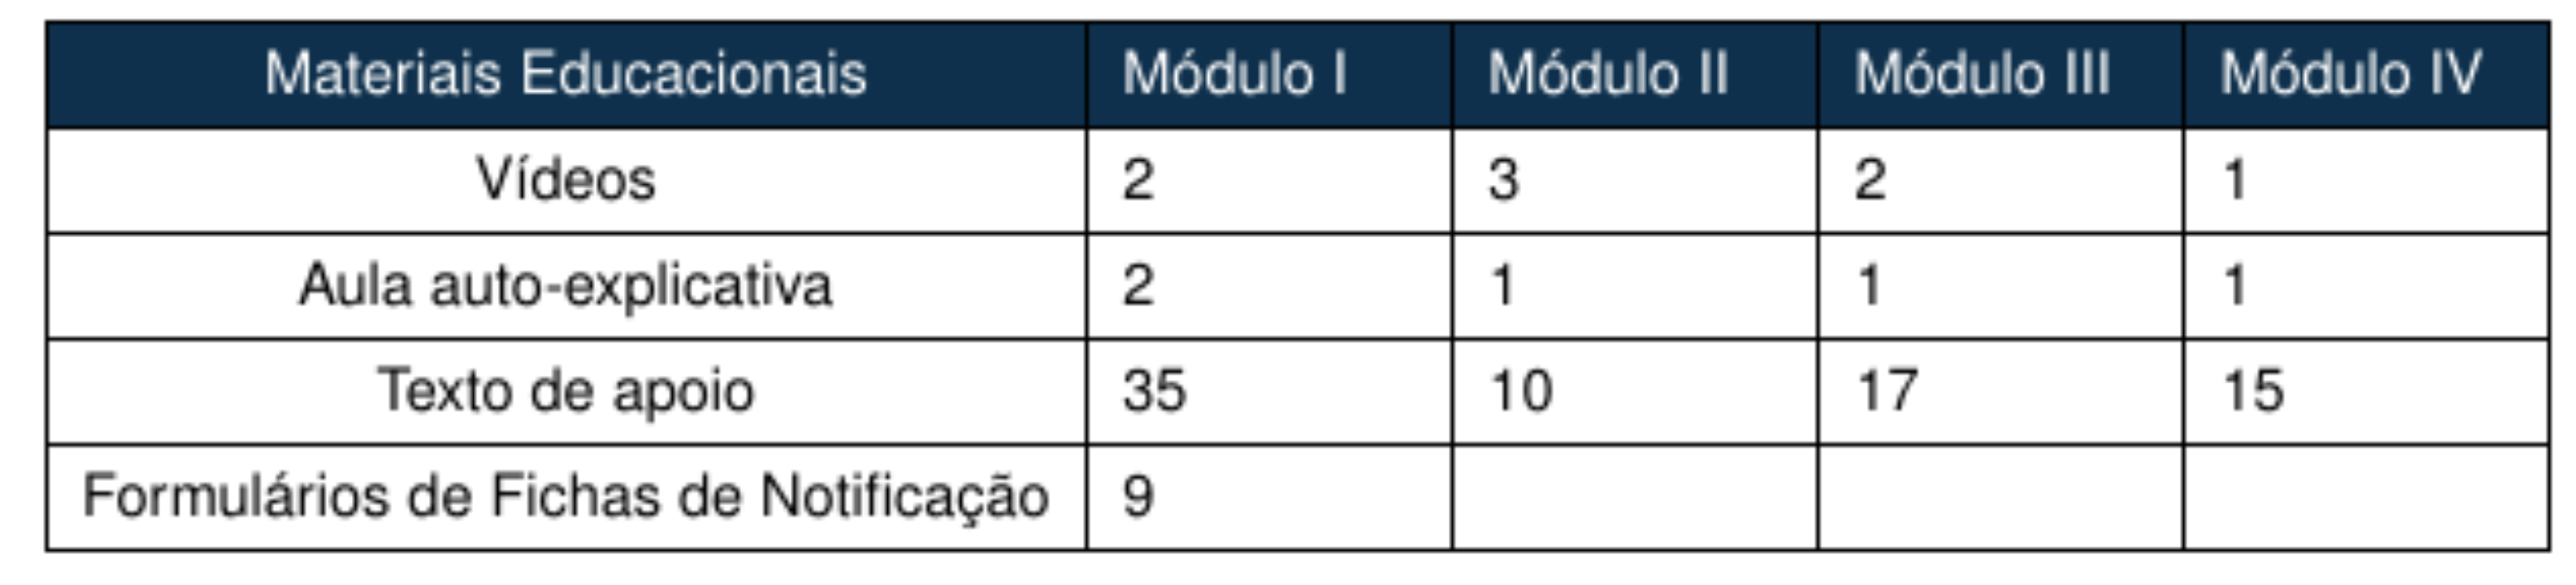 Materiais Educacionais Módulo I Módulo II Módulo III Módulo IV
Vídeos 2 3 2 1
Aula auto-explicativa 2 1 1 1
Texto de apoio 35 10 17 15
Formulários de Fichas de Notificação 9